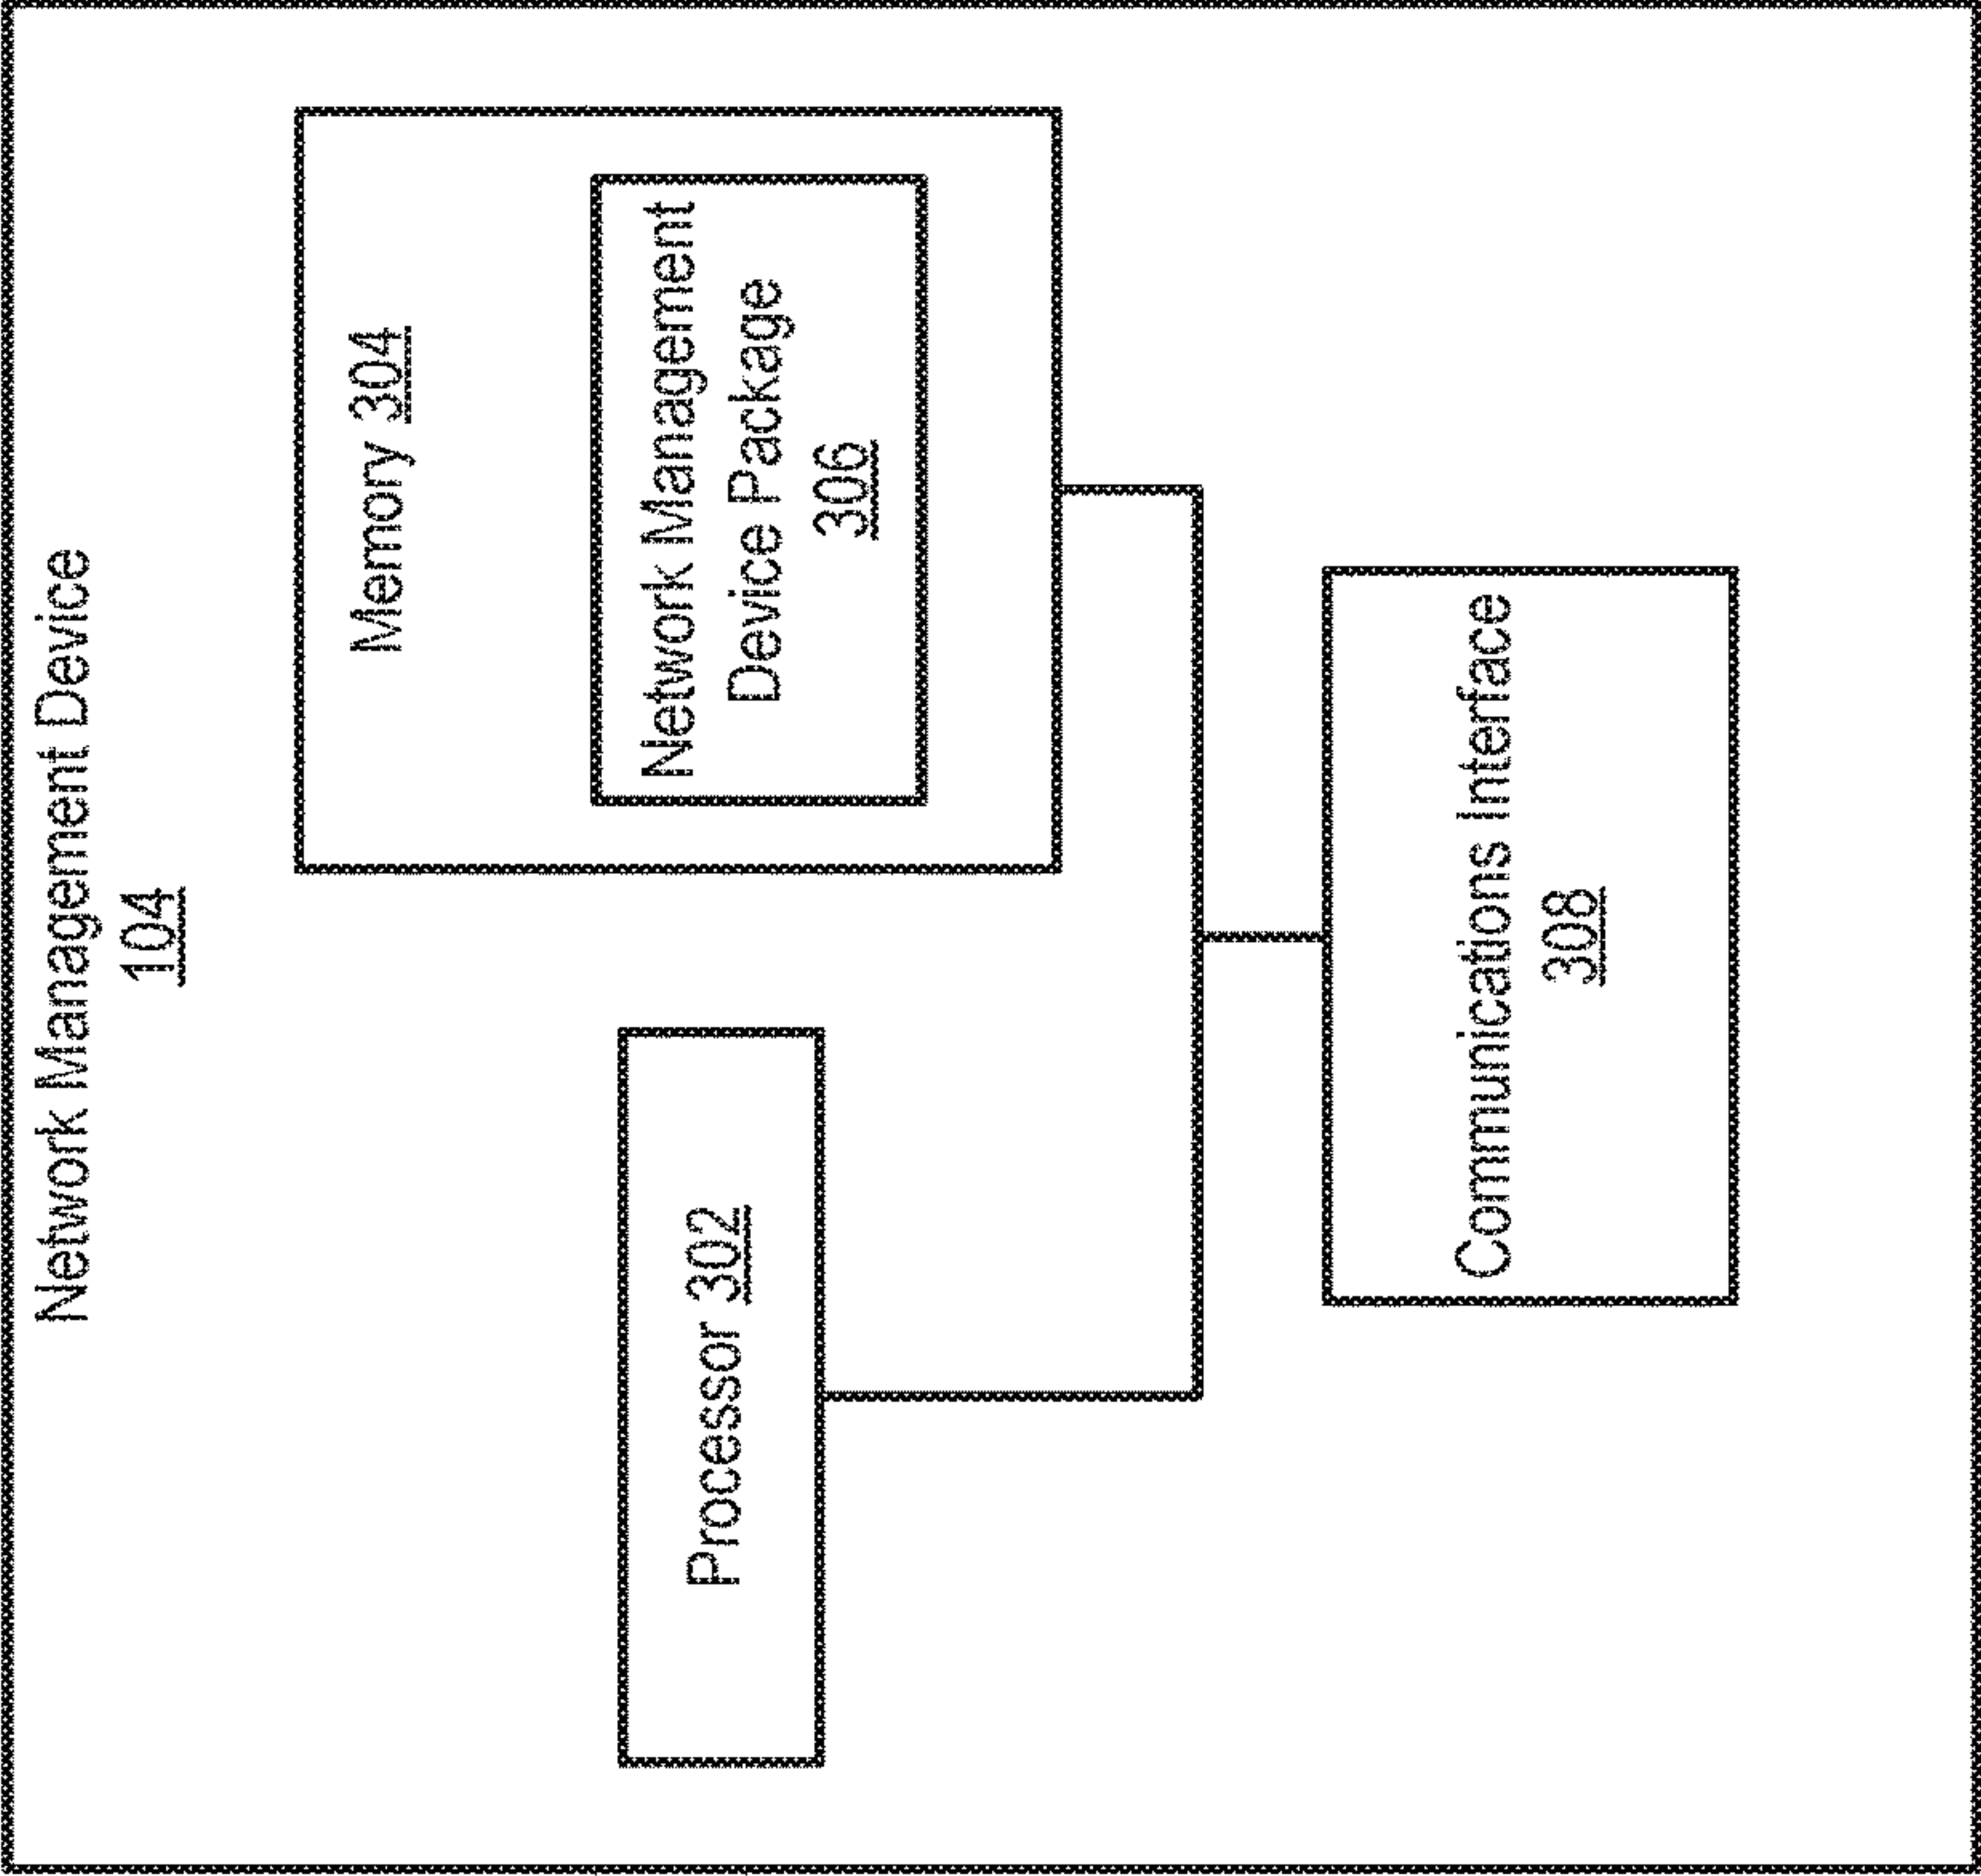 Network Management Device
104
Processor 302
Memory 304
Network Management
Device Package
306
Communications Interface
308